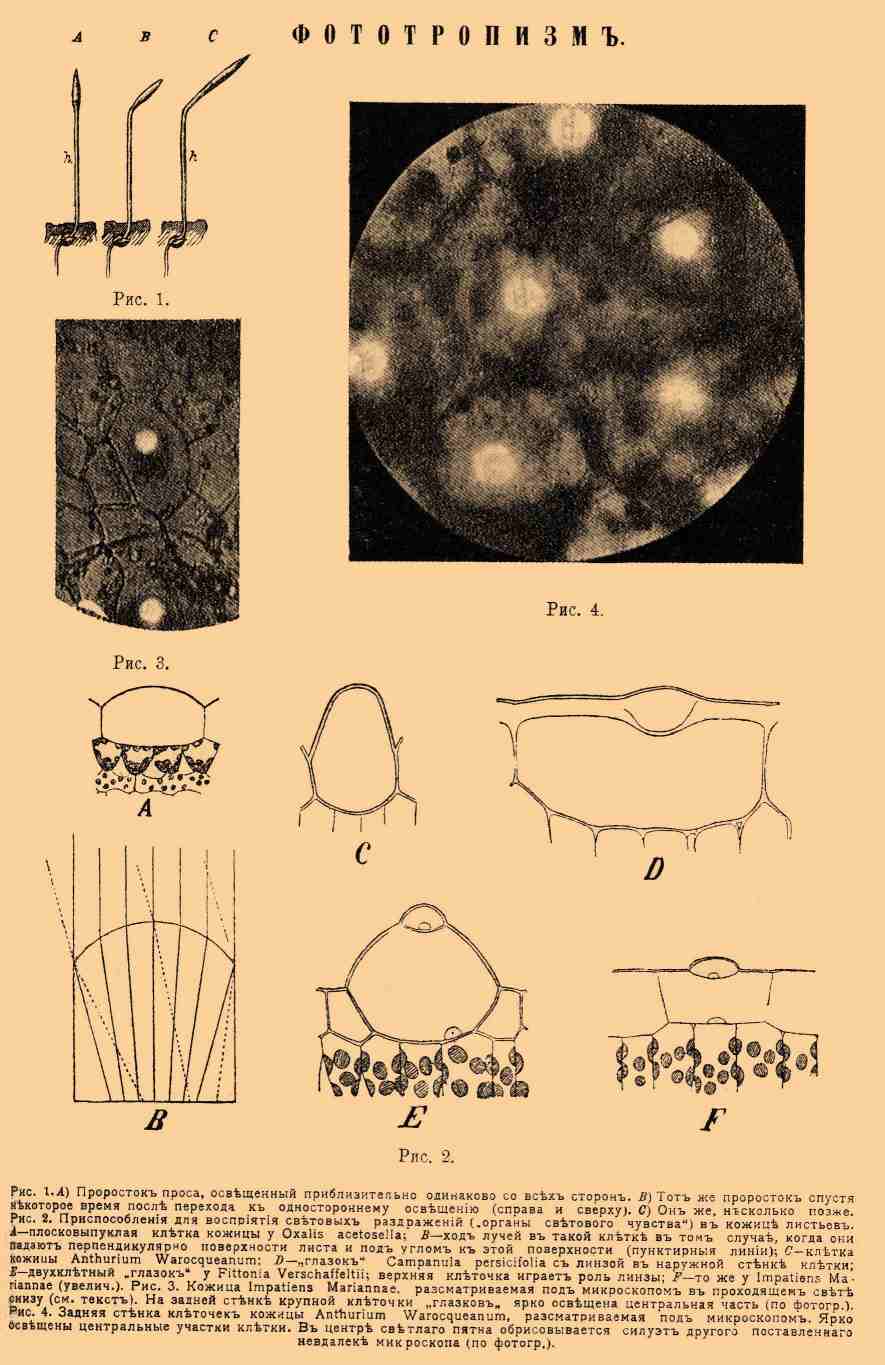 A B C
ФОТОТРОПИЗМЪ.
h h
Рис. 1.
Рис. 4.
Рис. 3.
A
C
D
B
E
F
Рис. 2.
Рис. 1. A) Проростокъ проса, освѣщенный приблизительно одинаково со всѣхъ сторонъ. B) Тотъ же проростокъ спустя
нѣкоторое время послѣ перехода къ одностороннему освѣщенію (справа и сверху). C) Онъ же, нѣсколько позже.
Рис. 2. Приспособленія для воспріятія свѣтовыхъ раздраженій („органы свѣтового чувства“) въ кожицѣ листьевъ.
A—плосковыпуклая клѣтка кожицы у Oxalis acetosella; B—ходъ лучей въ такой клѣткѣ въ томъ случаѣ, когда они
падаютъ перпендикулярно поверхности листа и подъ угломъ къ этой поверхности (пунктирныя линіи); C—клѣтка
кожицы Anthurium Warocqueanum; D—„глазокъ“ Campanula persicifolia съ линзой въ наружной стѣнкѣ клѣтки;
E—двухклѣтный „глазокъ“ у Fittonia Verschaffeltii; верхняя клѣточка играетъ роль линзы; F—то же у Impatiens Ma-
riannae (увелич.). Рис. 3. Кожица Impatiens Mariannae, разсматриваемая подъ микроскопомъ въ проходящемъ свѣтѣ
снизу (см. текстъ). На задней стѣнкѣ крупной клѣточки „глазковъ„ ярко освѣщена центральная часть (по фотогр.).
Рис. 4. Задняя стѣнка клѣточекъ кожицы Anthurium Warocqueanum, разсматриваемая подъ микроскопомъ. Ярко
освѣщены центральные участки клѣтки. Въ центрѣ свѣтлаго пятна обрисовывается силуэтъ другого поставленнаго
невдалекѣ микроскопа (по фотогр.).